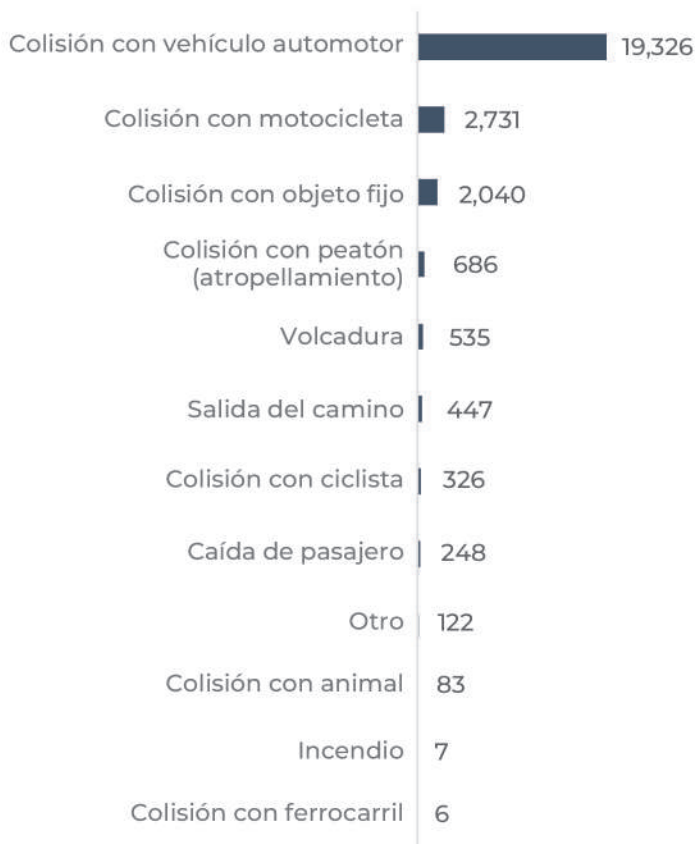 Colisión con vehículo automotor 19,326
Colisión con motocicleta 2,731
Colisión con objeto fijo 2,040
Colisión con peatón
(atropellamiento) 686
Volcadura 535
Salida del camino 447
Colisión con ciclista 326
Caída de pasajero 248
Otro 122
Colisión con animal 83
Incendio 7
Colisión con ferrocarril 6